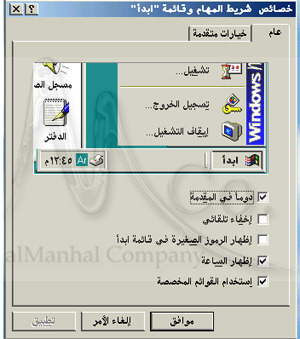 خصائص شريط المهام وقائمة "ابدأ"
عام
خيارات متقدمة
تشغيل...
تسجيل الخروج...
إيقاف التشغيل...
Windows
مسجل الص
الدفتر
ابدأ
Ar
١٢:٤٥م
دوماً في المقدمة
إخفاء تلقائي
إظهار الرموز الصغيرة في قائمة ابدأ
إظهار الساعة
إستخدام القوائم المخصصة
موافق
إلغاء الأمر
تطبيق
alManhal Company